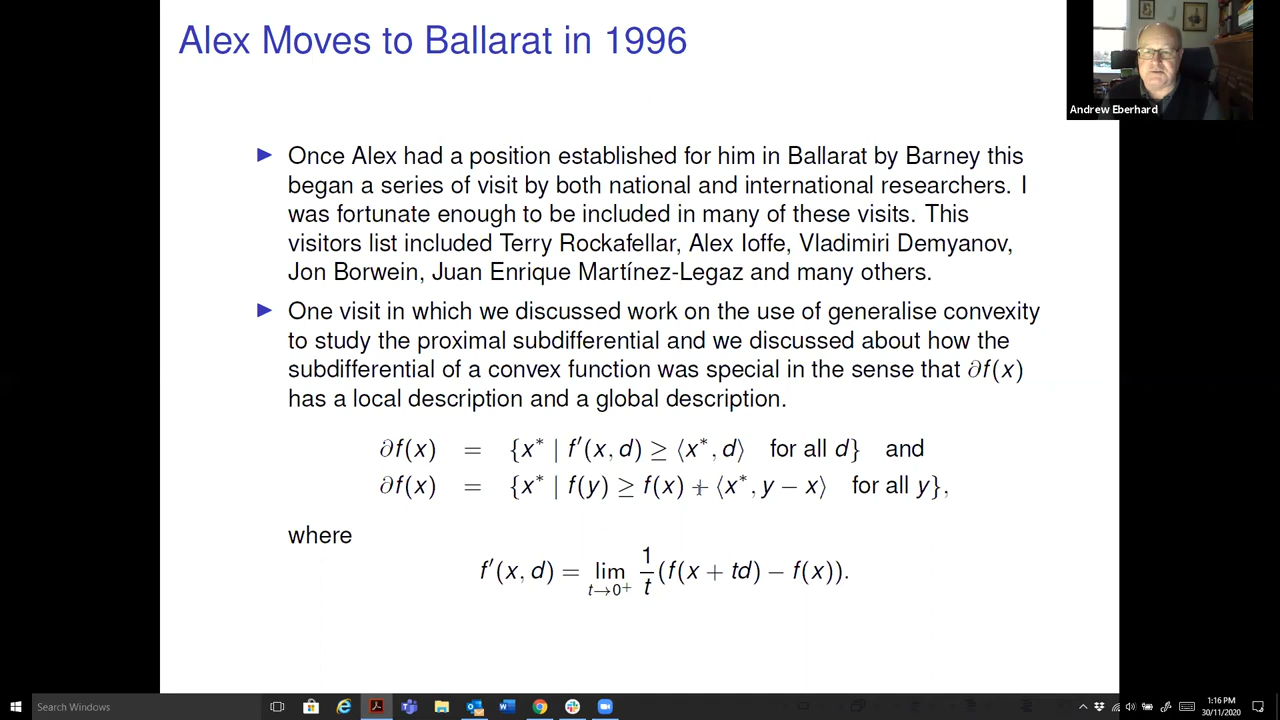 Alex Moves to Ballarat in 1996
Andrew Eberhard
Once Alex had a position established for him in Ballarat by Barney this
began a series of visit by both national and international researchers. I
was fortunate enough to be included in many of these visits. This
visitors list included Terry Rockafellar, Alex Ioffe, Vladimiri Demyanov,
Jon Borwein, Juan Enrique Martínez-Legaz and many others.
One visit in which we discussed work on the use of generalise convexity
to study the proximal subdifferential and we discussed about how the
subdifferential of a convex function was special in the sense that ∂f(x)
has a local description and a global description.
∂f(x) = {x* | f′(x, d) ≥ ⟨x*, d⟩ for all d} and
∂f(x) = {x* | f(y) ≥ f(x) + ⟨x*, y − x⟩ for all y},
where
f′(x, d) = lim t→0⁺ 1/t (f(x + td) − f(x)).
Search Windows
1:16 PM
30/11/2020